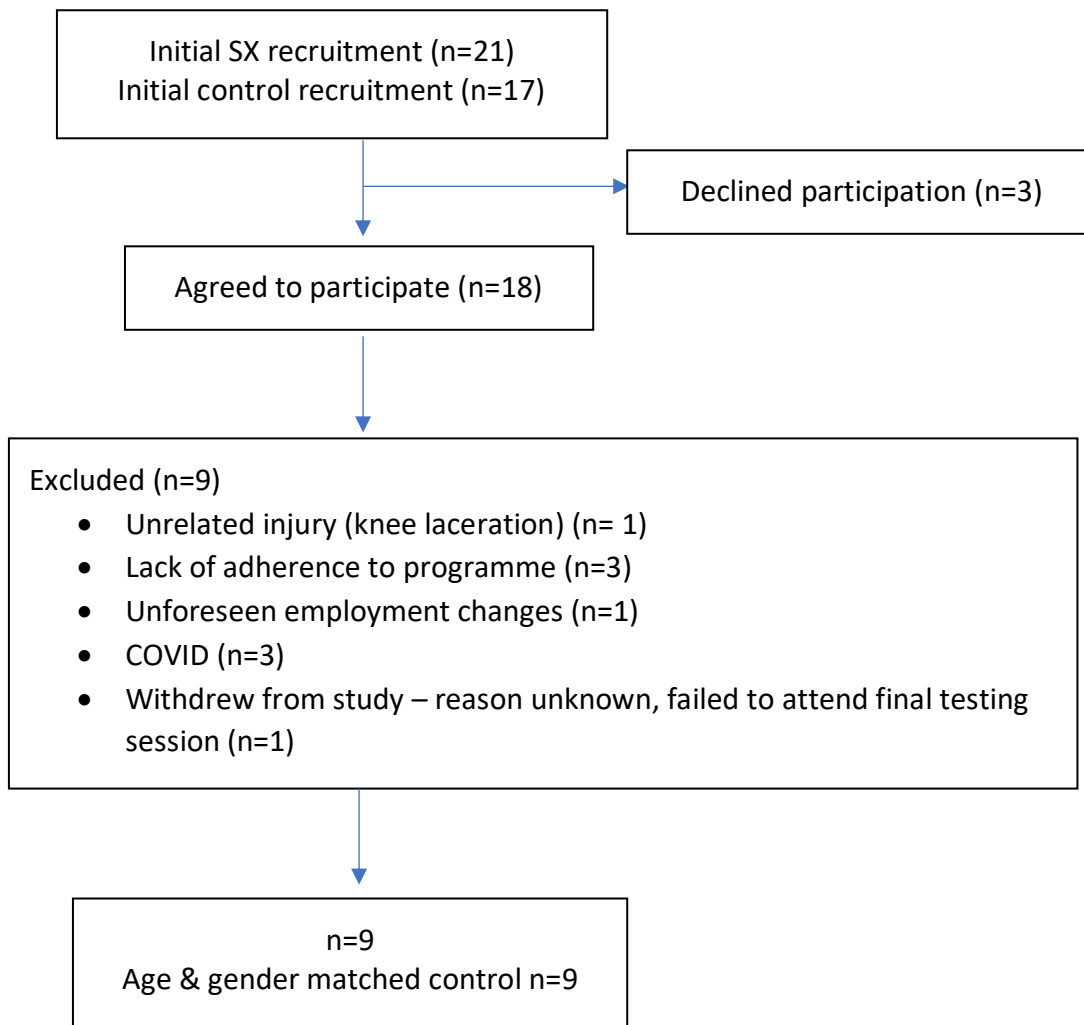 Initial SX recruitment (n=21)
Initial control recruitment (n=17)
Declined participation (n=3)
Agreed to participate (n=18)
Excluded (n=9)
• Unrelated injury (knee laceration) (n= 1)
• Lack of adherence to programme (n=3)
• Unforeseen employment changes (n=1)
• COVID (n=3)
• Withdrew from study – reason unknown, failed to attend final testing
session (n=1)
n=9
Age & gender matched control n=9